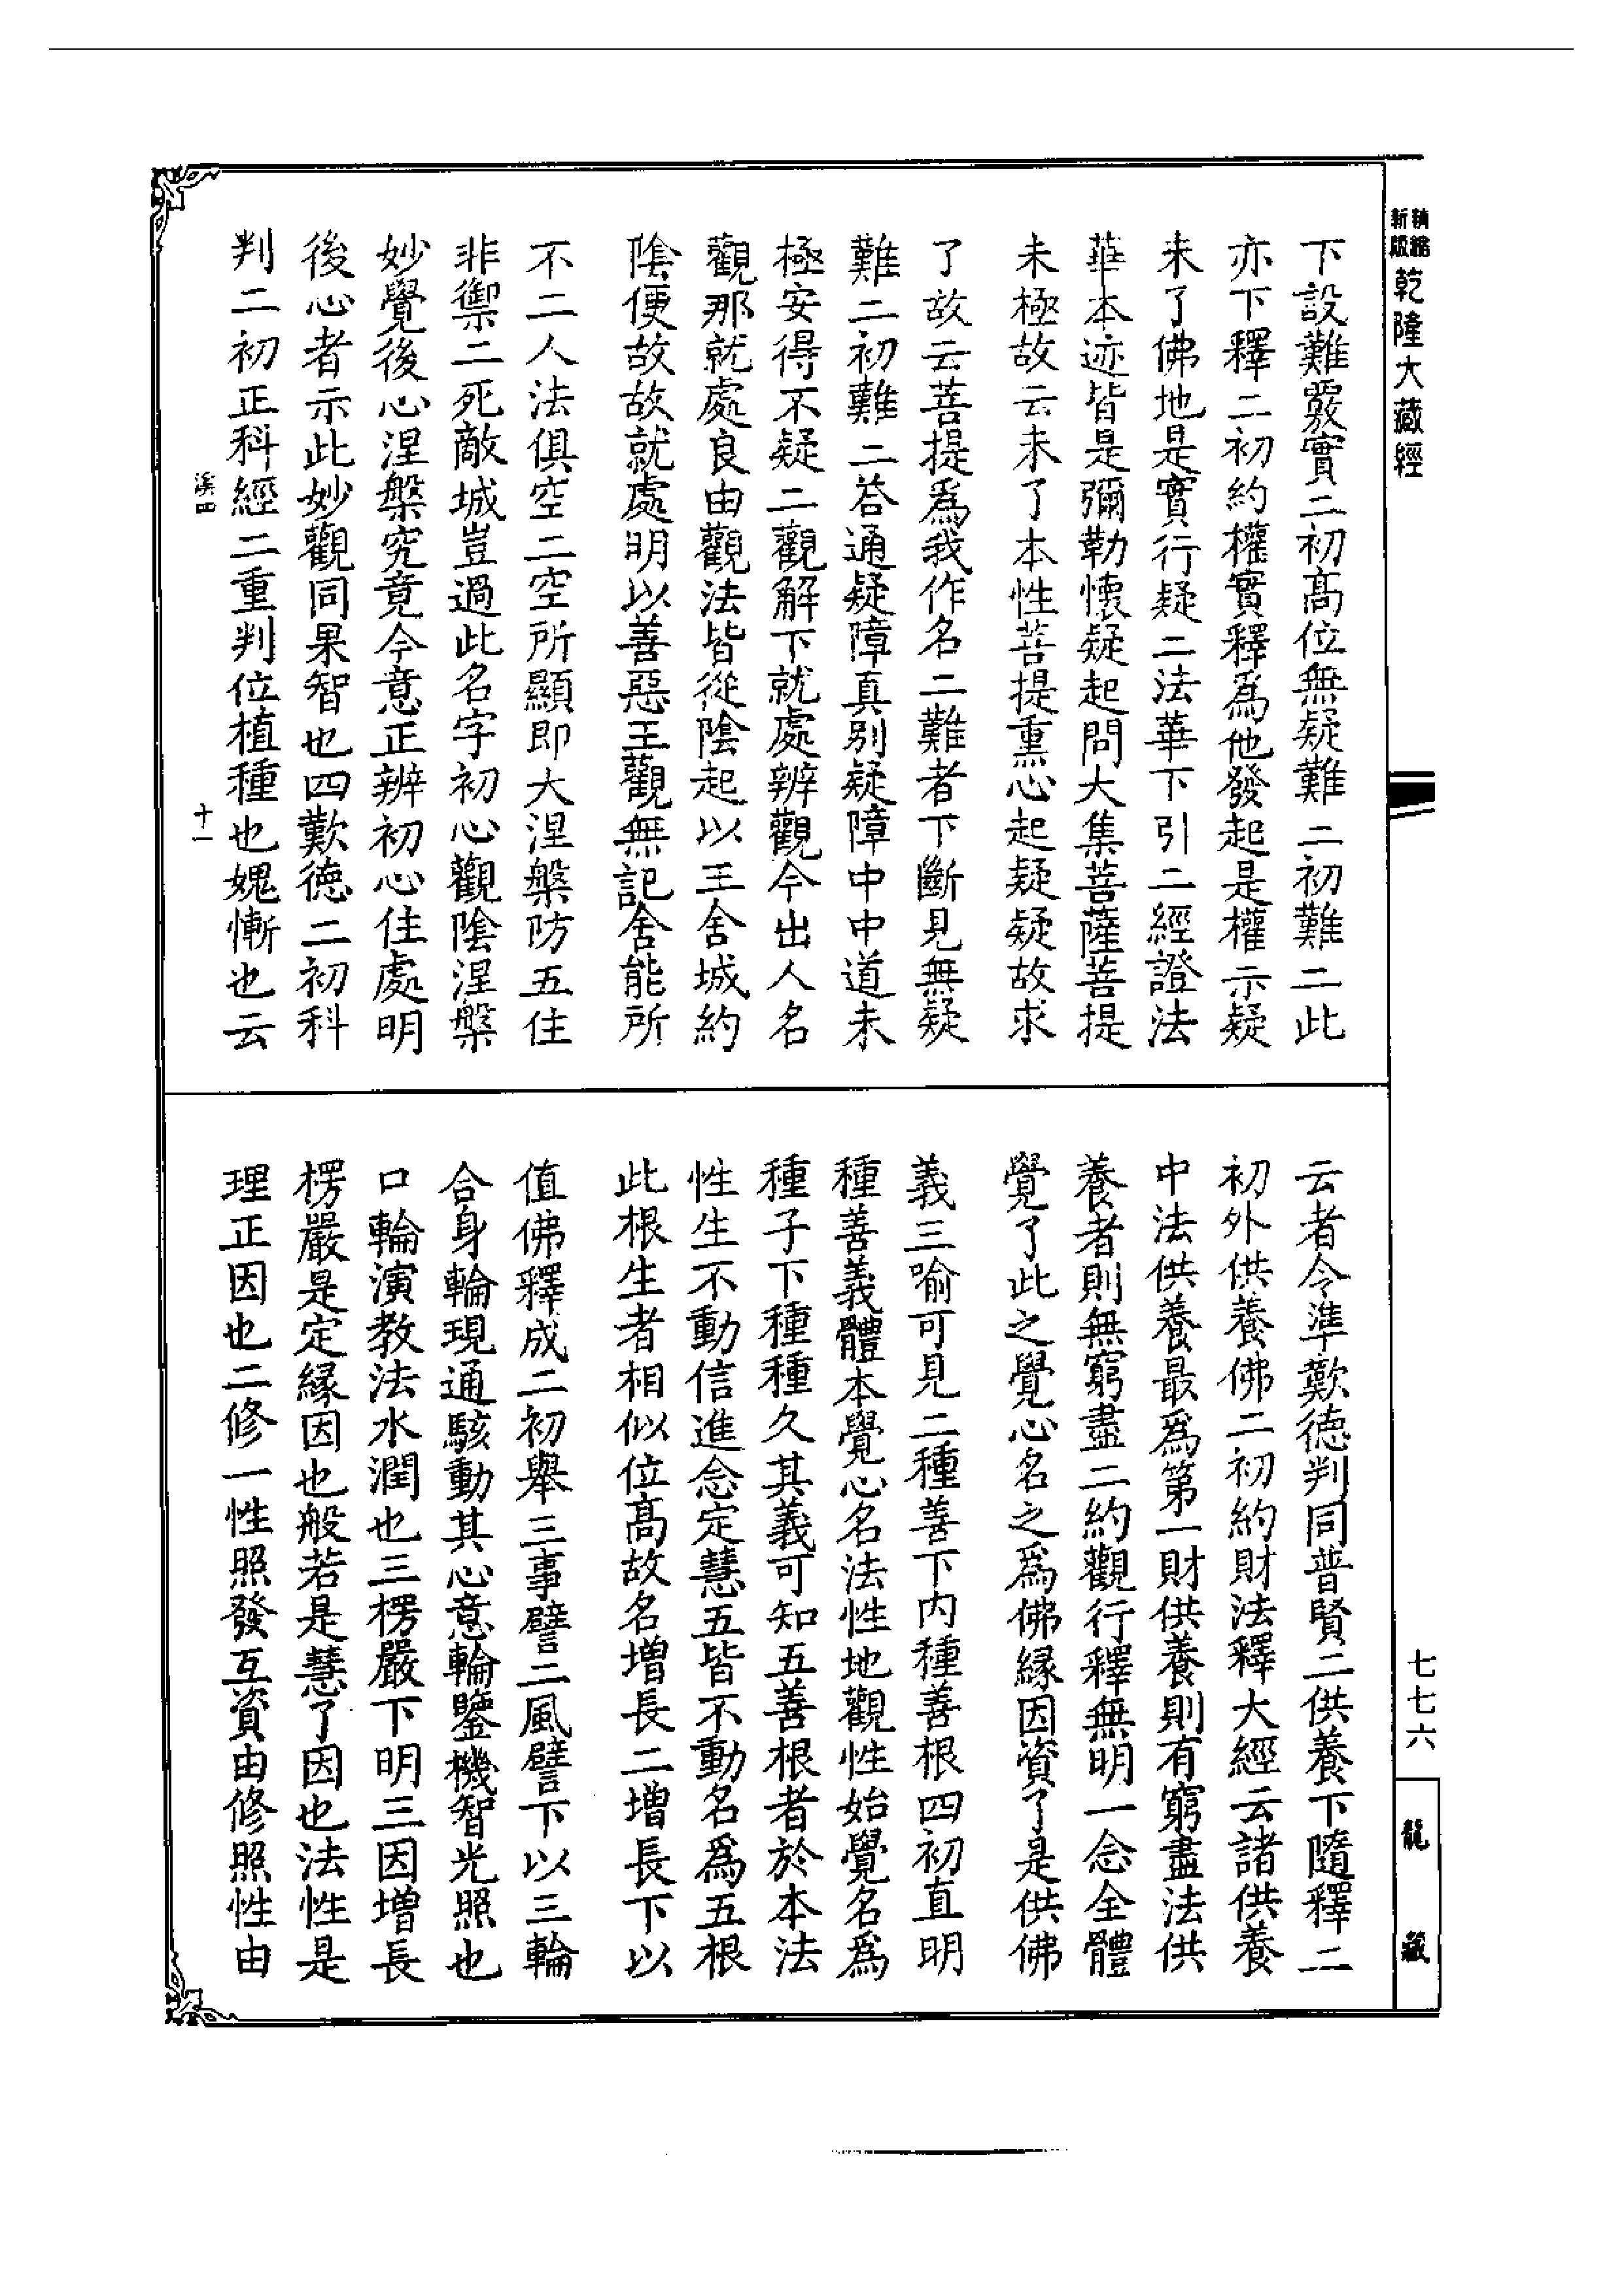 精縮新版乾隆大藏經
下設難覈實二初高位無疑難二初難二此
亦下釋二初約權實釋爲他發起是權示疑
未了佛地是實行疑二法華下引二經證法
華本迹皆是彌勒懷疑起問大集菩薩菩提
未極故云未了本性菩提熏心起疑疑故求
了故云菩提爲我作名二難者下斷見無疑
難二初難二答通疑障真別疑障中中道未
極安得不疑二觀解下就處辨觀今出人名
觀那就處良由觀法皆從陰起以王舍城約
陰便故故就處明以善惡王觀無記舍能所
不二人法俱空二空所顯即大涅槃防五住
非禦二死敵城豈過此名字初心觀陰涅槃
妙覺後心涅槃究竟今意正辨初心住處明
後心者示此妙觀同果智也四歎德二初科
判二初正科經二重判位植種也媿慚也云
溪四 十一
云者令準歎德判同普賢二供養下隨釋二
初外供養佛二初約財法釋大經云諸供養
中法供養最爲第一財供養則有窮盡法供
養者則無窮盡二約觀行釋無明一念全體
覺了此之覺心名之爲佛緣因資了是供佛
義三喻可見二種善下內種善根四初直明
種善義體本覺心名法性地觀性始覺名爲
種子下種種久其義可知五善根者於本法
性生不動信進念定慧五皆不動名爲五根
此根生者相似位高故名增長二增長下以
值佛釋成二初舉三事譬二風譬下以三輪
合身輪現通駭動其心意輪鑒機智光照也
口輪演教法水潤也三楞嚴下明三因增長
楞嚴是定緣因也般若是慧了因也法性是
理正因也二修一性照發互資由修照性由
七七六
龍藏